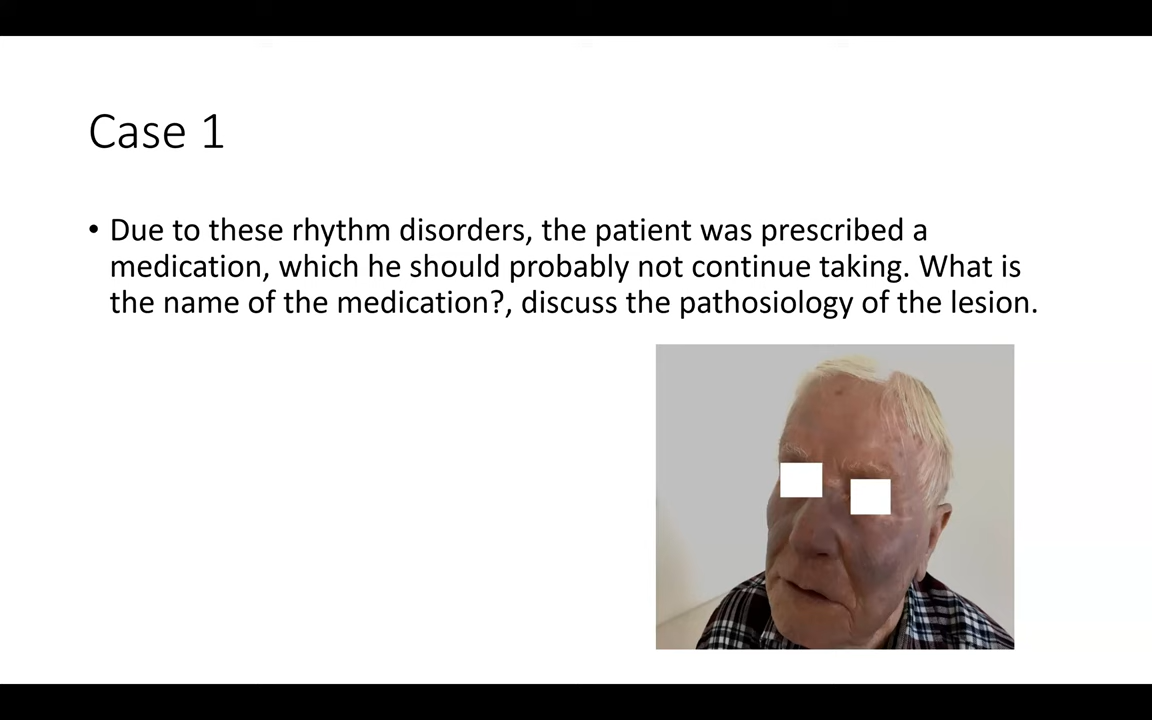 Case 1
• Due to these rhythm disorders, the patient was prescribed a
medication, which he should probably not continue taking. What is
the name of the medication?, discuss the pathosiology of the lesion.